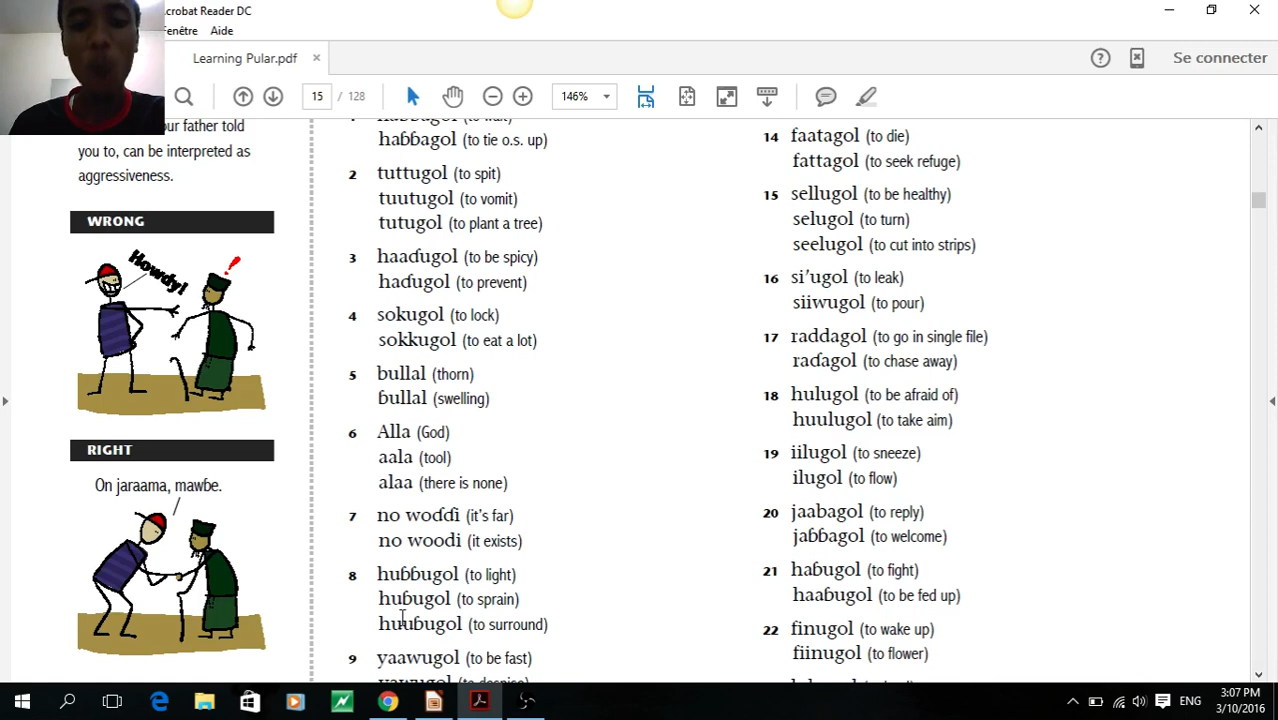 crobat Reader DC
enêtre Aide
Learning Pular.pdf
Se connecter
15 / 128
146%
our father told
you to, can be interpreted as
aggressiveness.
WRONG
Howdy!
!
RIGHT
On jaraama, mawɓe.
haɓɓagol (to tie o.s. up)
2 tuttugol (to spit)
tuutugol (to vomit)
tutugol (to plant a tree)
3 haaɗugol (to be spicy)
haɗugol (to prevent)
4 sokugol (to lock)
sokkugol (to eat a lot)
5 bullal (thorn)
ɓullal (swelling)
6 Alla (God)
aala (tool)
alaa (there is none)
7 no woɗɗi (it's far)
no woodi (it exists)
8 huɓɓugol (to light)
huɓugol (to sprain)
huuɓugol (to surround)
9 yaawugol (to be fast)
yawugol (to despise
14 faatagol (to die)
fattagol (to seek refuge)
15 sellugol (to be healthy)
selugol (to turn)
seelugol (to cut into strips)
16 si'ugol (to leak)
siiwugol (to pour)
17 raddagol (to go in single file)
raɗagol (to chase away)
18 hulugol (to be afraid of)
huulugol (to take aim)
19 iilugol (to sneeze)
ilugol (to flow)
20 jaabagol (to reply)
jaɓɓagol (to welcome)
21 haɓugol (to fight)
haaɓugol (to be fed up)
22 finugol (to wake up)
fiinugol (to flower)
ENG
3:07 PM
3/10/2016